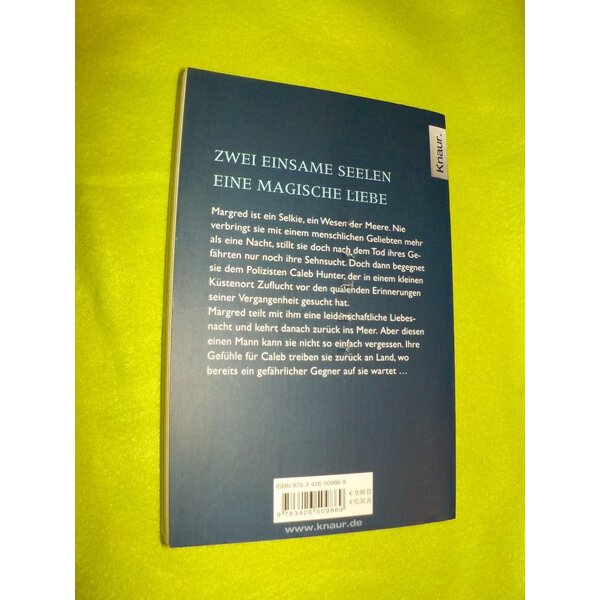 Knaur.
ZWEI EINSAME SEELEN
EINE MAGISCHE LIEBE
Margred ist ein Selkie, ein Wesen der Meere. Nie
verbringt sie mit einem menschlichen Geliebten mehr
als eine Nacht, stillt sie doch nach dem Tod ihres Ge-
fährten nur noch ihre Sehnsucht. Doch dann begegnet
sie dem Polizisten Caleb Hunter, der in einem kleinen
Küstenort Zuflucht vor den quälenden Erinnerungen
seiner Vergangenheit gesucht hat.
Margred teilt mit ihm eine leidenschaftliche Liebes-
nacht und kehrt danach zurück ins Meer. Aber diesen
einen Mann kann sie nicht so einfach vergessen. Ihre
Gefühle für Caleb treiben sie zurück an Land, wo
bereits ein gefährlicher Gegner auf sie wartet ...
ISBN 978-3-426-50986-9
€ 9,99 (D)
€ 10,30 (A)
9 783426 509869
www.knaur.de